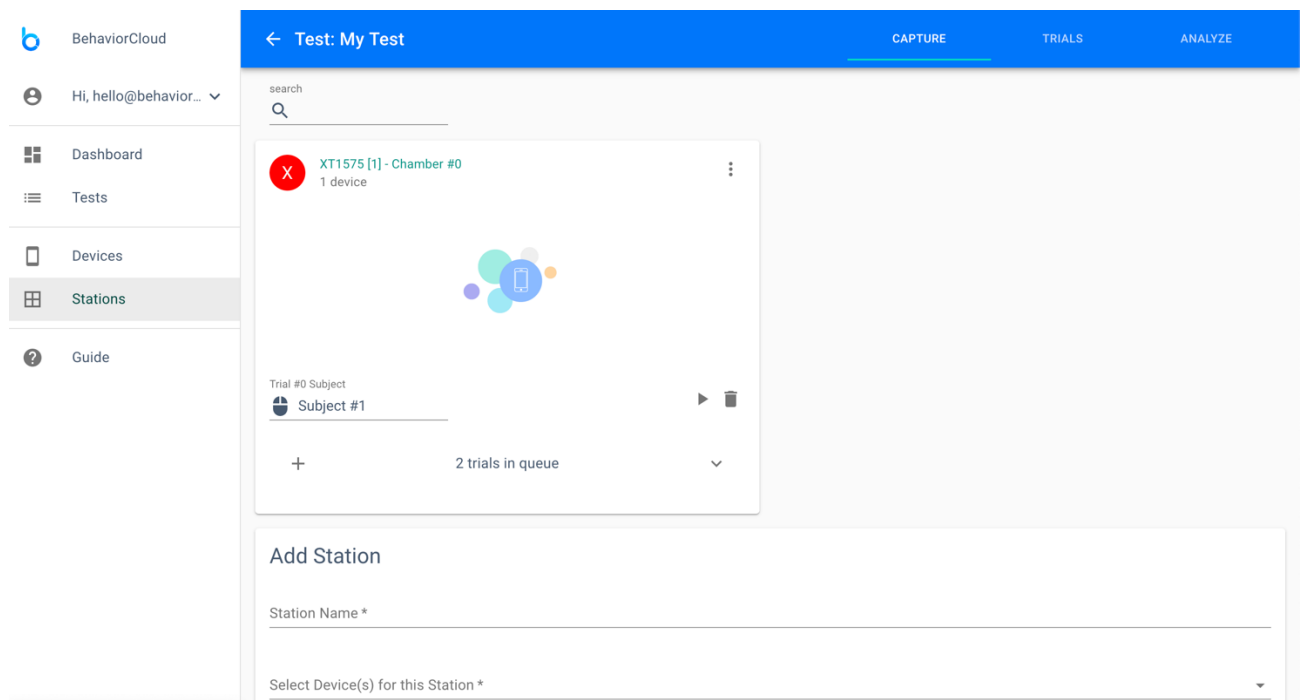 BehaviorCloud
Hi, hello@behavior...
Dashboard
Tests
Devices
Stations
Guide
Test: My Test
CAPTURE
TRIALS
ANALYZE
search
X
XT1575 [1] - Chamber #0
1 device
Trial #0 Subject
Subject #1
2 trials in queue
Add Station
Station Name *
Select Device(s) for this Station *